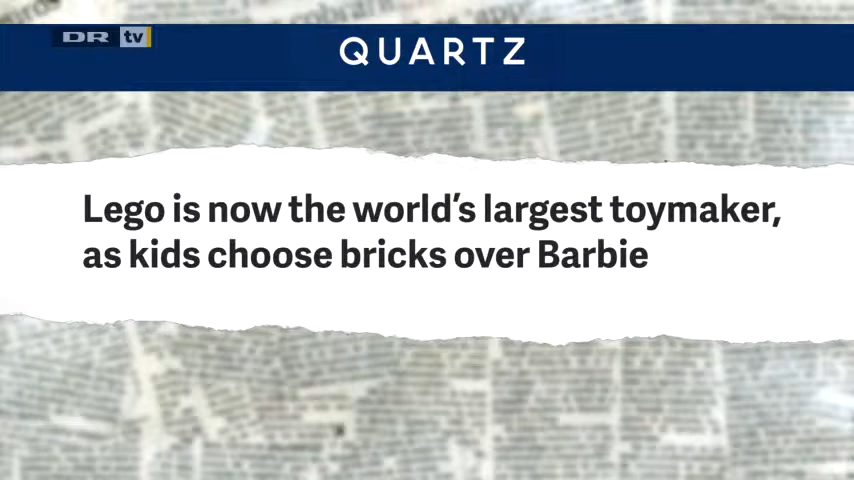 DR tv
QUARTZ
Lego is now the world's largest toymaker,
as kids choose bricks over Barbie